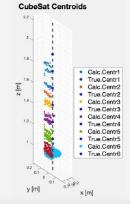 CubeSat Centroids
Calc.Centr1
True.Centr1
Calc.Centr2
True.Centr2
Calc.Centr3
True.Centr3
Calc.Centr4
True.Centr4
Calc.Centr5
True.Centr5
Calc.Centr6
True.Centr6
z [m]
y [m]
x [m]